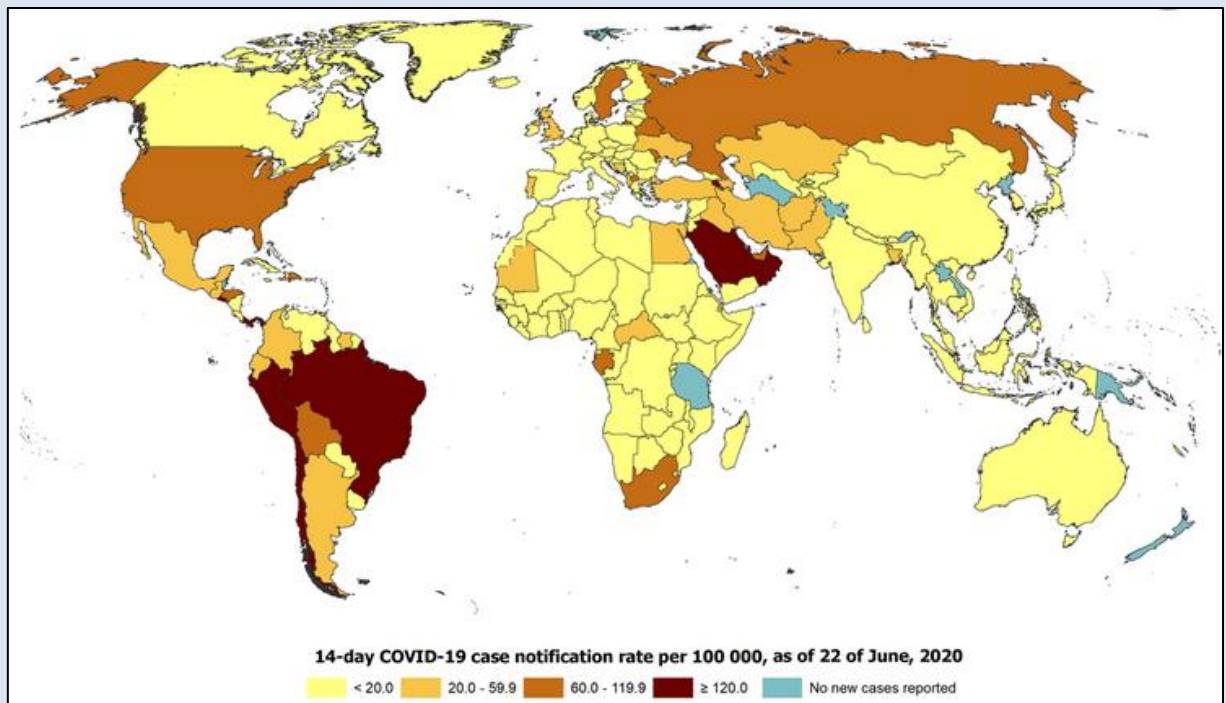 14-day COVID-19 case notification rate per 100 000, as of 22 of June, 2020
< 20.0 20.0 - 59.9 60.0 - 119.9 ≥ 120.0 No new cases reported